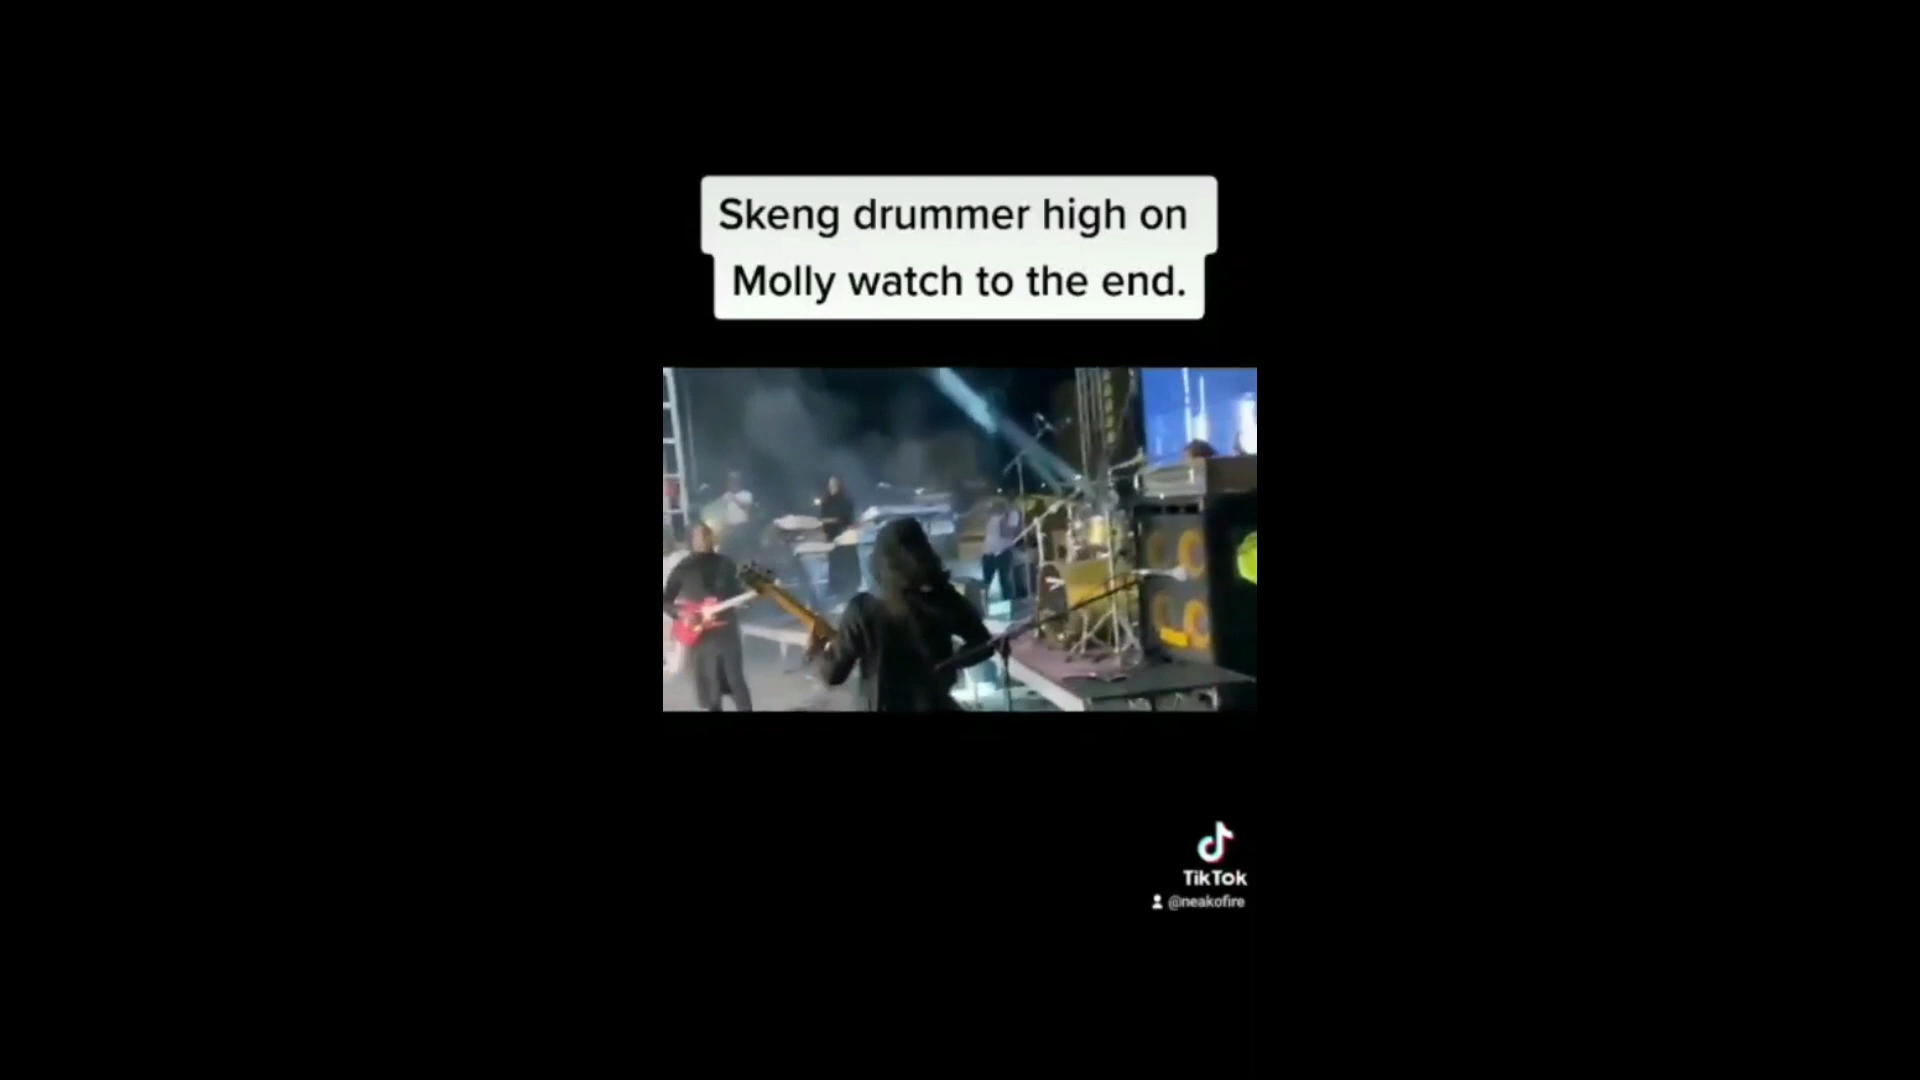 Skeng drummer high on
Molly watch to the end.
TikTok
@neakofire